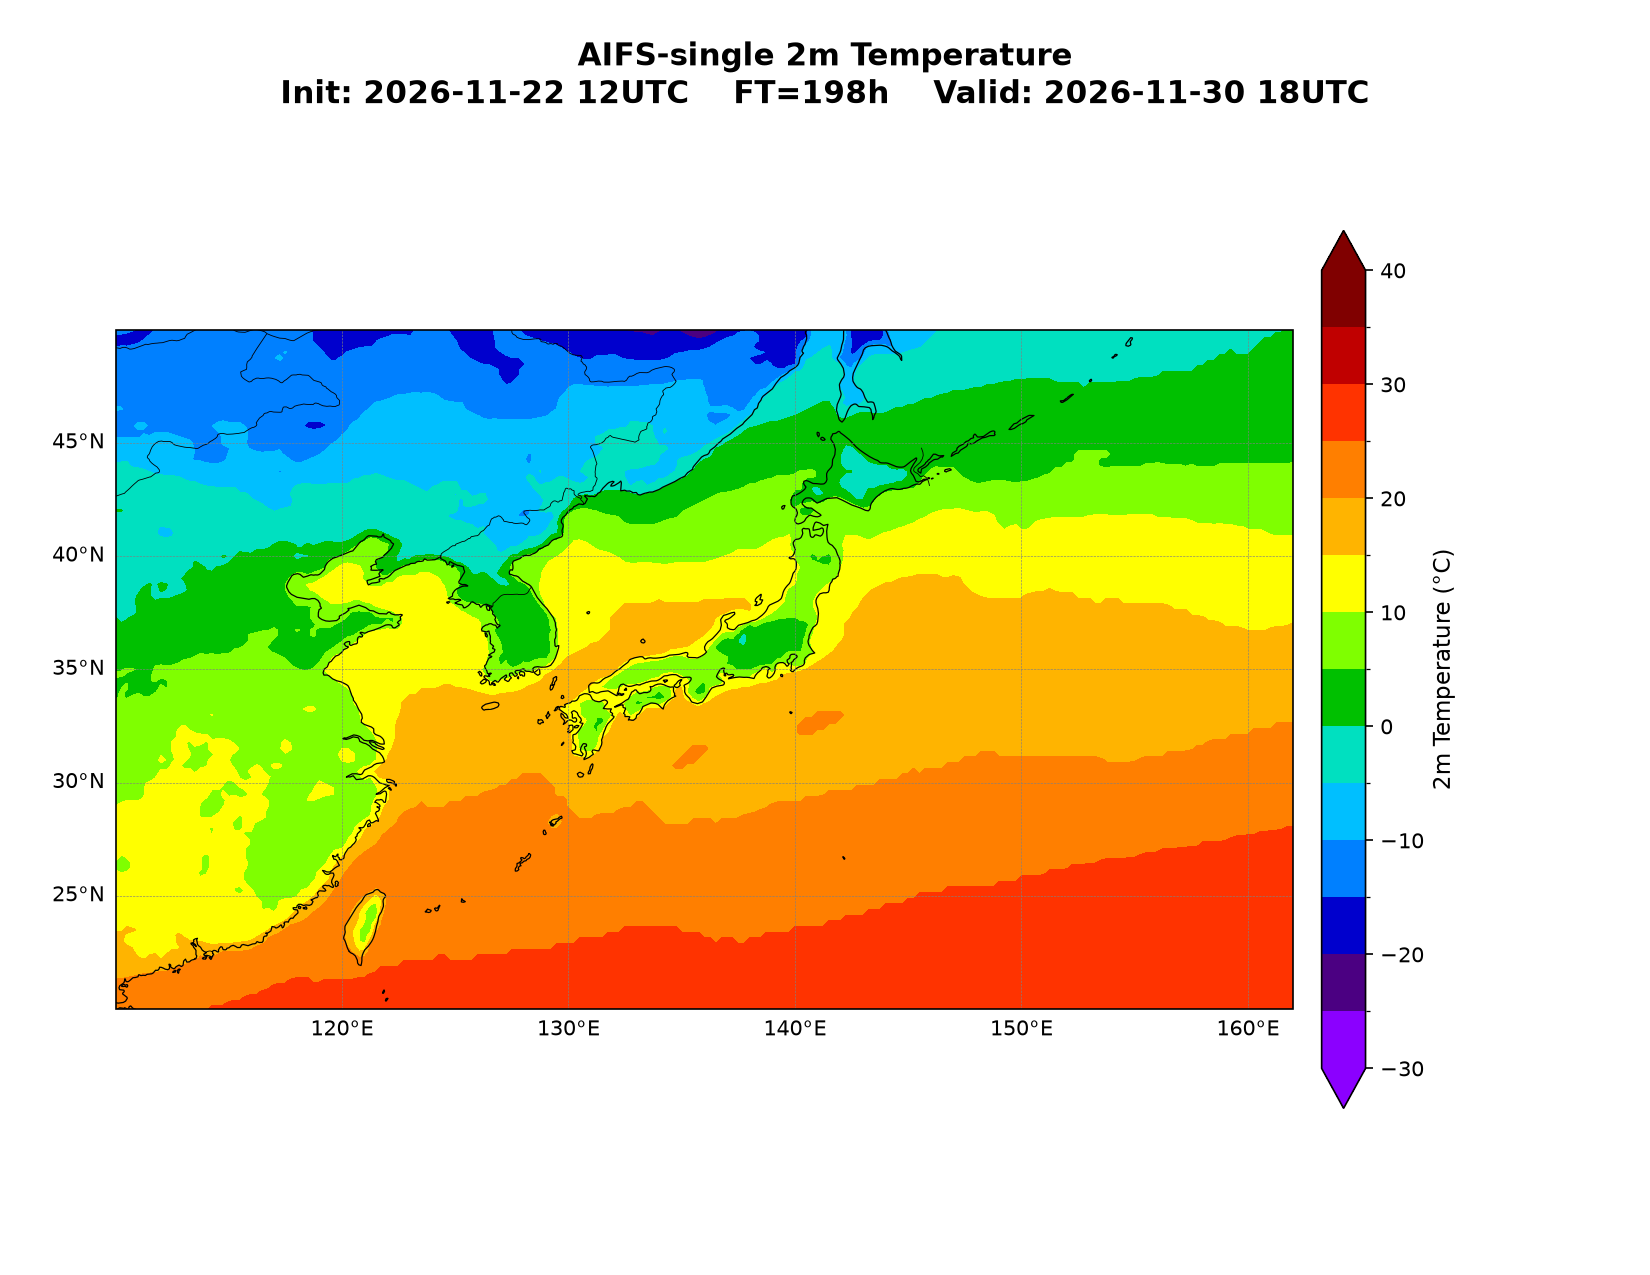 AIFS-single 2m Temperature
Init: 2026-11-22 12UTC    FT=198h    Valid: 2026-11-30 18UTC
45°N
40°N
35°N
30°N
25°N
120°E
130°E
140°E
150°E
160°E
40
30
20
10
0
−10
−20
−30
2m Temperature (°C)